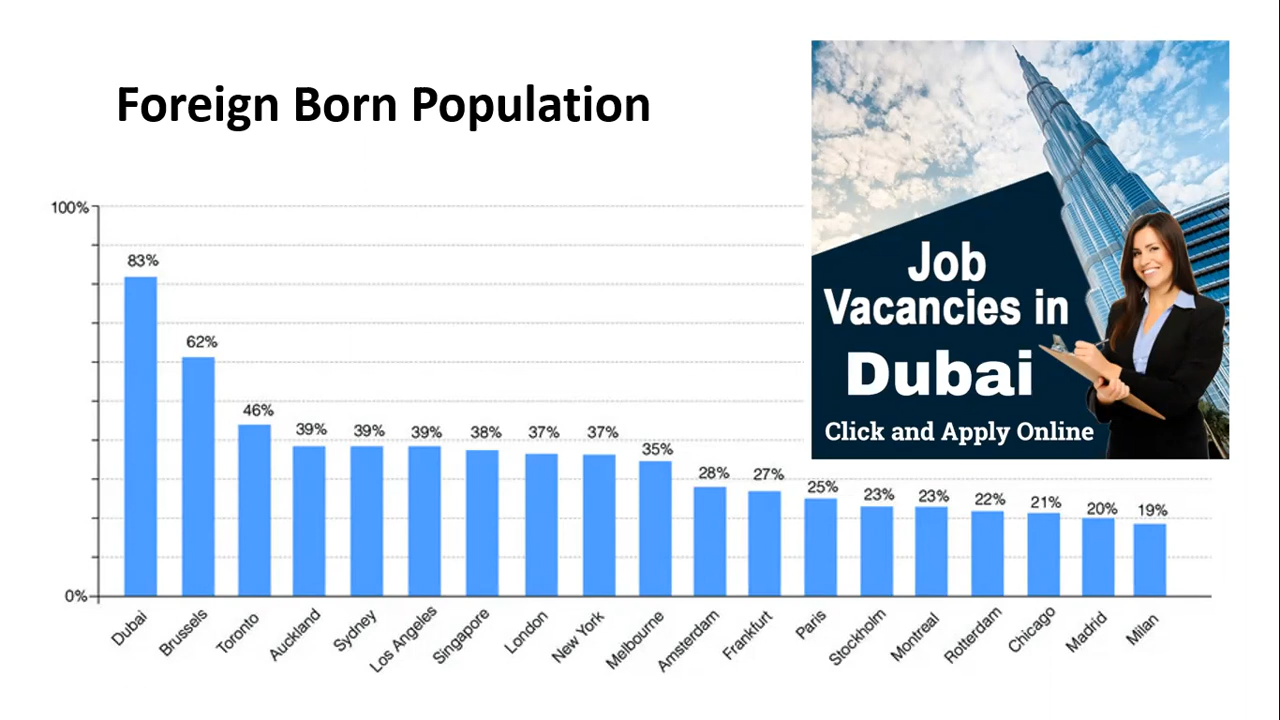 Foreign Born Population
100%
83%
62%
46%
39%
39%
39%
38%
37%
37%
35%
28%
27%
25%
23%
23%
22%
21%
20%
19%
0%
Dubai
Brussels
Toronto
Auckland
Sydney
Los Angeles
Singapore
London
New York
Melbourne
Amsterdam
Frankfurt
Paris
Stockholm
Montreal
Rotterdam
Chicago
Madrid
Milan
Job
Vacancies in
Dubai
Click and Apply Online